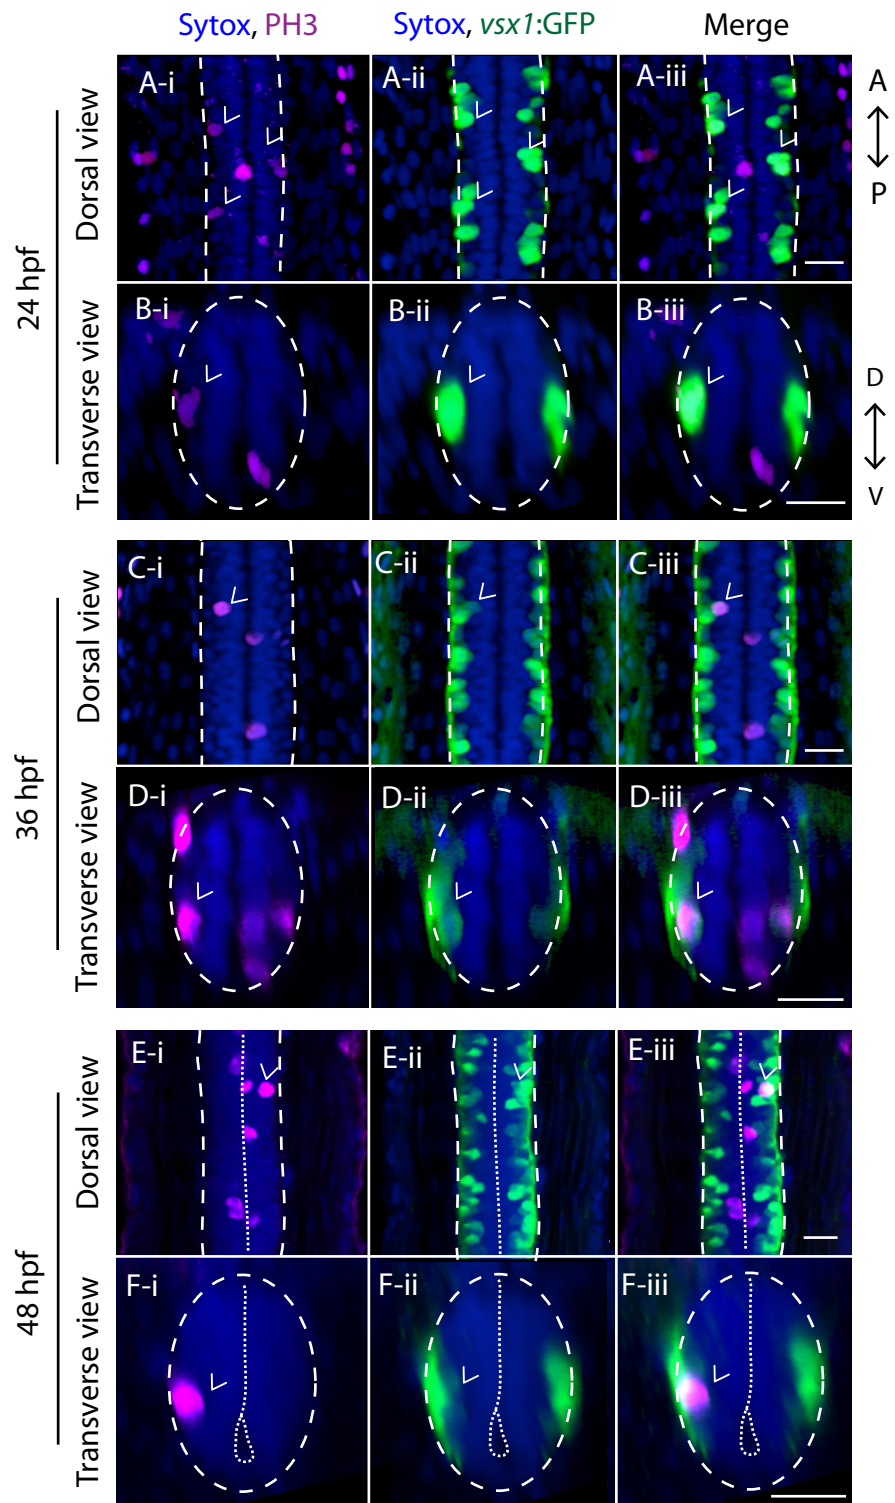 Sytox, PH3
Sytox, vsx1:GFP
Merge
24 hpf
Dorsal view
A-i
A-ii
A-iii
A
P
Transverse view
B-i
B-ii
B-iii
D
V
36 hpf
Dorsal view
C-i
C-ii
C-iii
Transverse view
D-i
D-ii
D-iii
48 hpf
Dorsal view
E-i
E-ii
E-iii
Transverse view
F-i
F-ii
F-iii